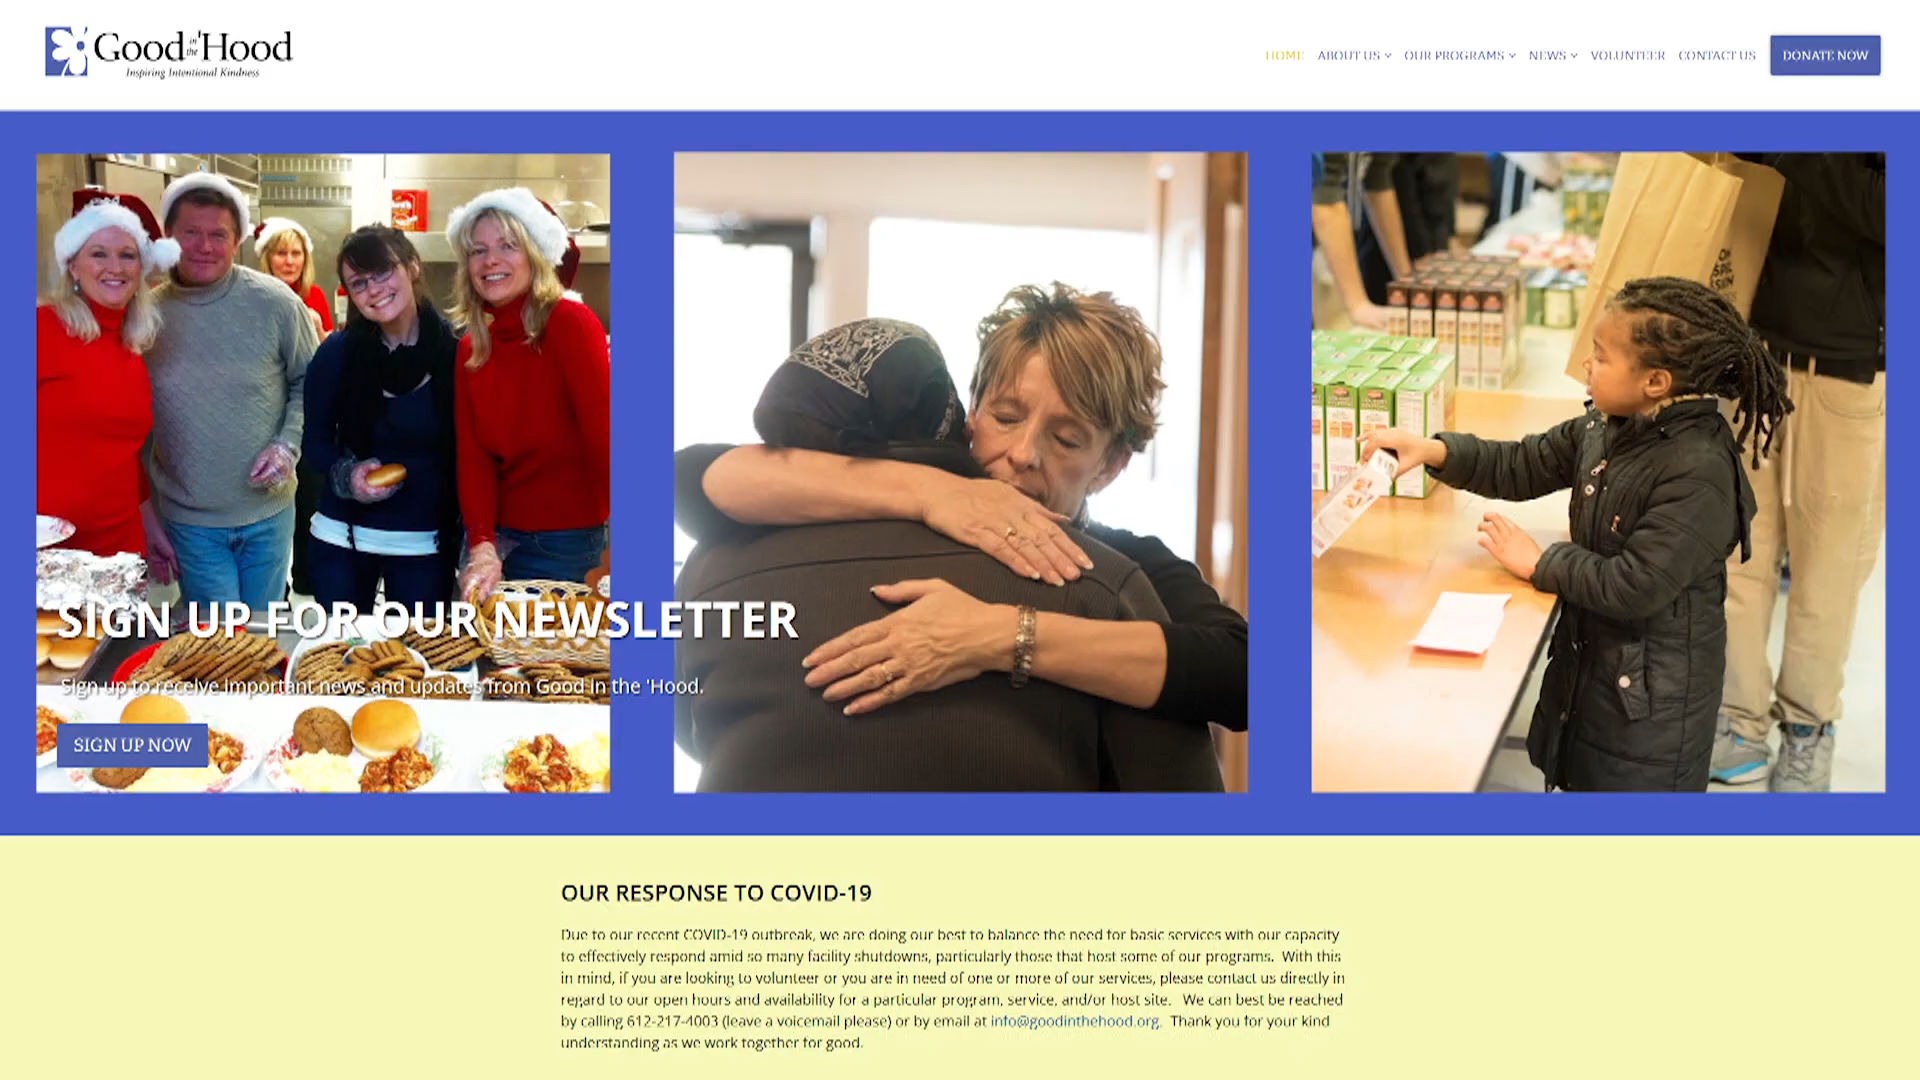 Good in the 'Hood
Inspiring Intentional Kindness
HOME ABOUT US OUR PROGRAMS NEWS VOLUNTEER CONTACT US DONATE NOW
SIGN UP FOR OUR NEWSLETTER
Sign up to receive important news and updates from Good in the 'Hood.
SIGN UP NOW
OUR RESPONSE TO COVID-19
Due to our recent COVID-19 outbreak, we are doing our best to balance the need for basic services with our capacity
to effectively respond amid so many facility shutdowns, particularly those that host some of our programs. With this
in mind, if you are looking to volunteer or you are in need of one or more of our services, please contact us directly in
regard to our open hours and availability for a particular program, service, and/or host site. We can best be reached
by calling 612-217-4003 (leave a voicemail please) or by email at info@goodinthehood.org. Thank you for your kind
understanding as we work together for good.